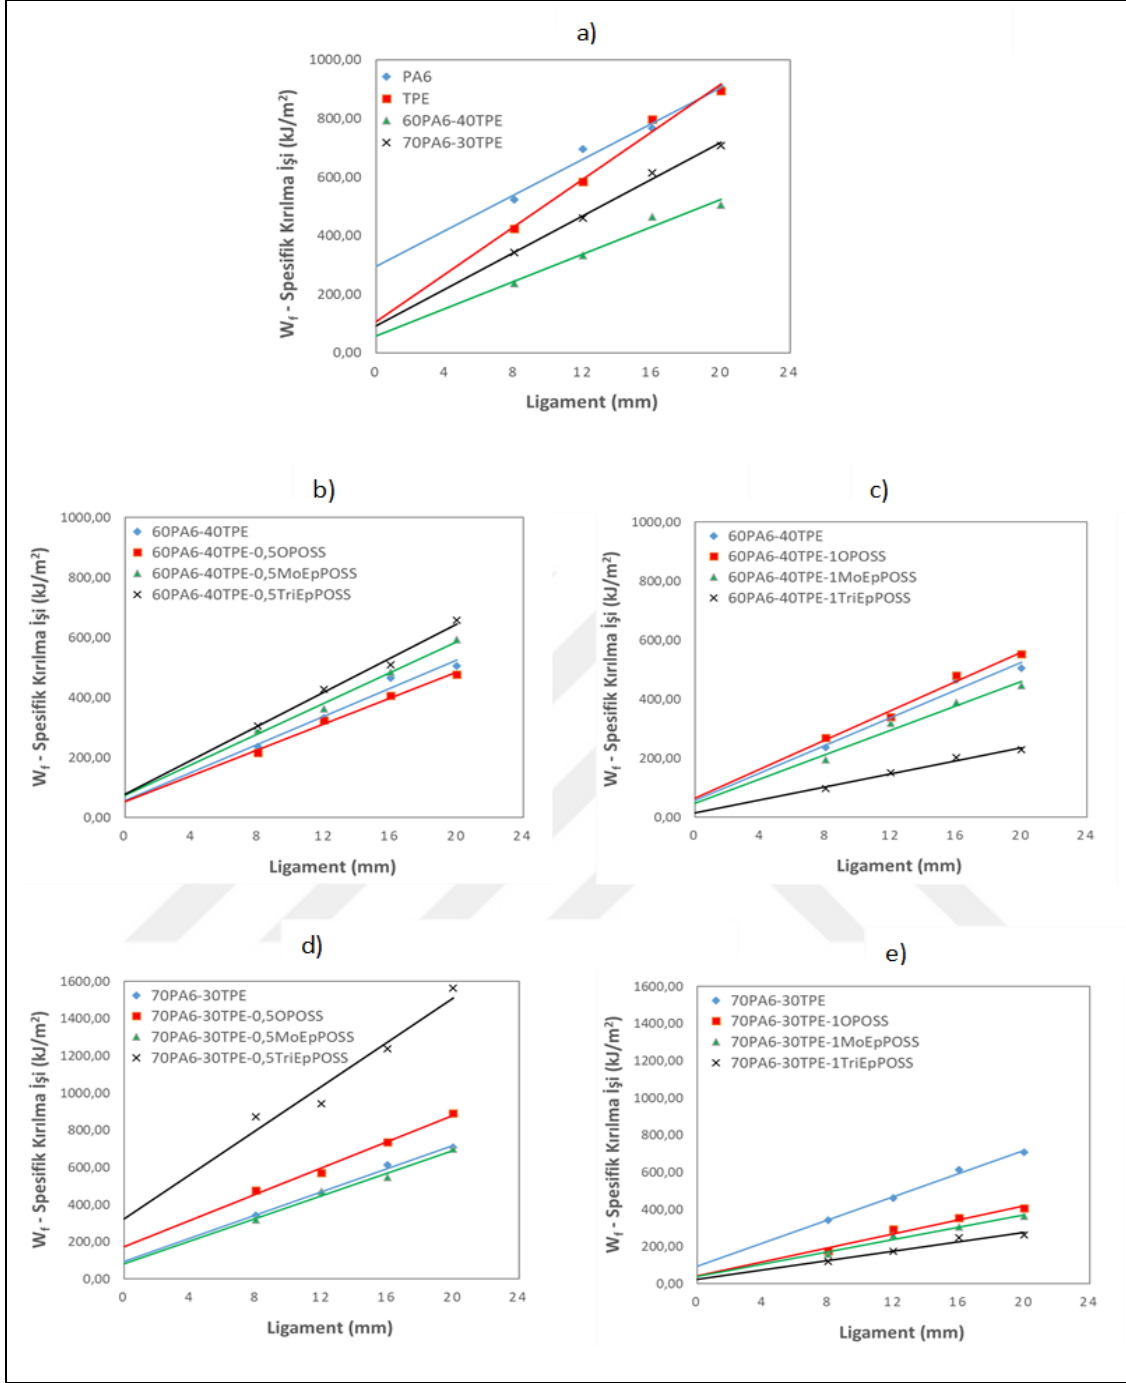 a)
W_f - Spesifik Kırılma İşi (kJ/m²)
1000,00
800,00
600,00
400,00
200,00
0,00
PA6
TPE
60PA6-40TPE
70PA6-30TPE
0 4 8 12 16 20 24
Ligament (mm)
b)
W_f - Spesifik Kırılma İşi (kJ/m²)
1000,00
800,00
600,00
400,00
200,00
0,00
60PA6-40TPE
60PA6-40TPE-0,5OPOSS
60PA6-40TPE-0,5MoEpPOSS
60PA6-40TPE-0,5TriEpPOSS
0 4 8 12 16 20 24
Ligament (mm)
c)
W_f - Spesifik Kırılma İşi (kJ/m²)
1000,00
800,00
600,00
400,00
200,00
0,00
60PA6-40TPE
60PA6-40TPE-1OPOSS
60PA6-40TPE-1MoEpPOSS
60PA6-40TPE-1TriEpPOSS
0 4 8 12 16 20 24
Ligament (mm)
d)
W_f - Spesifik Kırılma İşi (kJ/m²)
1600,00
1400,00
1200,00
1000,00
800,00
600,00
400,00
200,00
0,00
70PA6-30TPE
70PA6-30TPE-0,5OPOSS
70PA6-30TPE-0,5MoEpPOSS
70PA6-30TPE-0,5TriEpPOSS
0 4 8 12 16 20 24
Ligament (mm)
e)
W_f - Spesifik Kırılma İşi (kJ/m²)
1600,00
1400,00
1200,00
1000,00
800,00
600,00
400,00
200,00
0,00
70PA6-30TPE
70PA6-30TPE-1OPOSS
70PA6-30TPE-1MoEpPOSS
70PA6-30TPE-1TriEpPOSS
0 4 8 12 16 20 24
Ligament (mm)